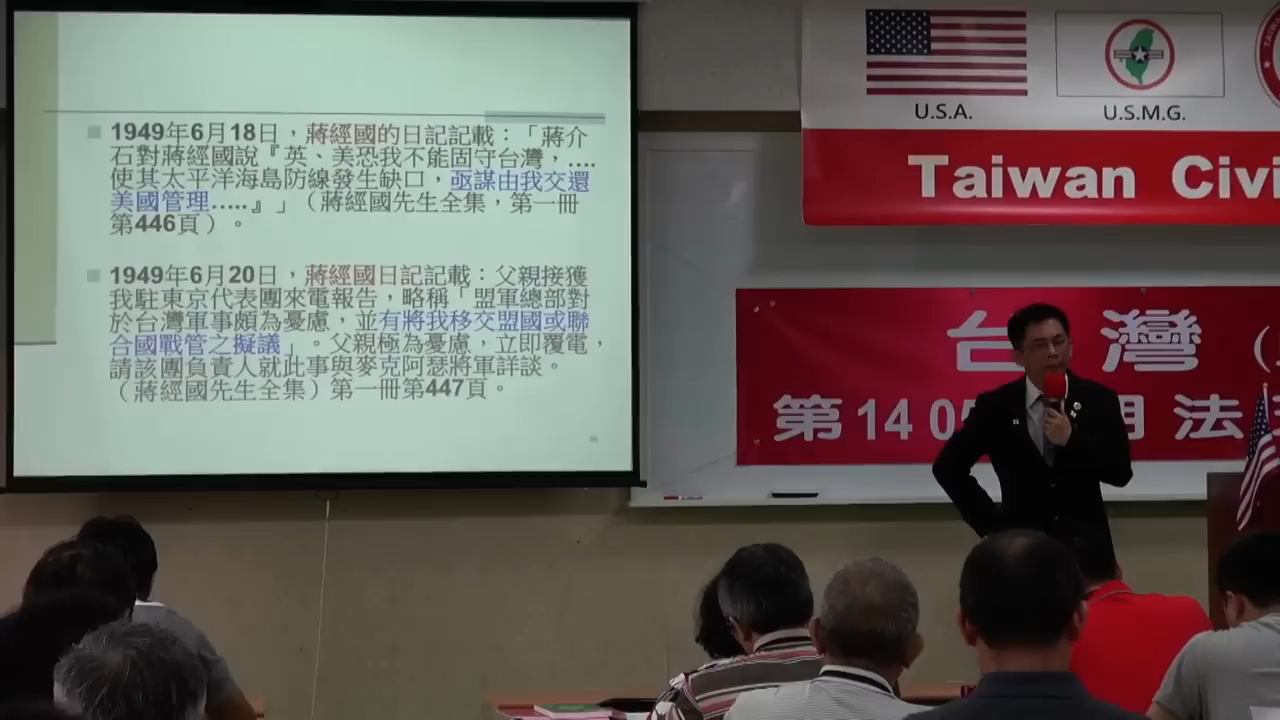 1949年6月18日，蔣經國的日記記載：「蔣介
石對蔣經國說『英、美恐我不能固守台灣，....
使其太平洋海島防線發生缺口，亟謀由我交還
美國管理.....』」（蔣經國先生全集，第一冊
第446頁）。
1949年6月20日，蔣經國日記記載：父親接獲
我駐東京代表團來電報告，略稱「盟軍總部對
於台灣軍事頗為憂慮，並有將我移交盟國或聯
合國戰管之擬議」。父親極為憂慮，立即覆電，
請該團負責人就此事與麥克阿瑟將軍詳談。
（蔣經國先生全集）第一冊第447頁。
U.S.A.
U.S.M.G.
Taiwan Civi
台灣（
第14 05 法